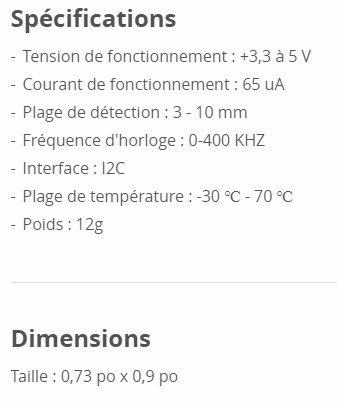 Spécifications
- Tension de fonctionnement : +3,3 à 5 V
- Courant de fonctionnement : 65 uA
- Plage de détection : 3 - 10 mm
- Fréquence d'horloge : 0-400 KHZ
- Interface : I2C
- Plage de température : -30 ℃ - 70 ℃
- Poids : 12g
Dimensions
Taille : 0,73 po x 0,9 po